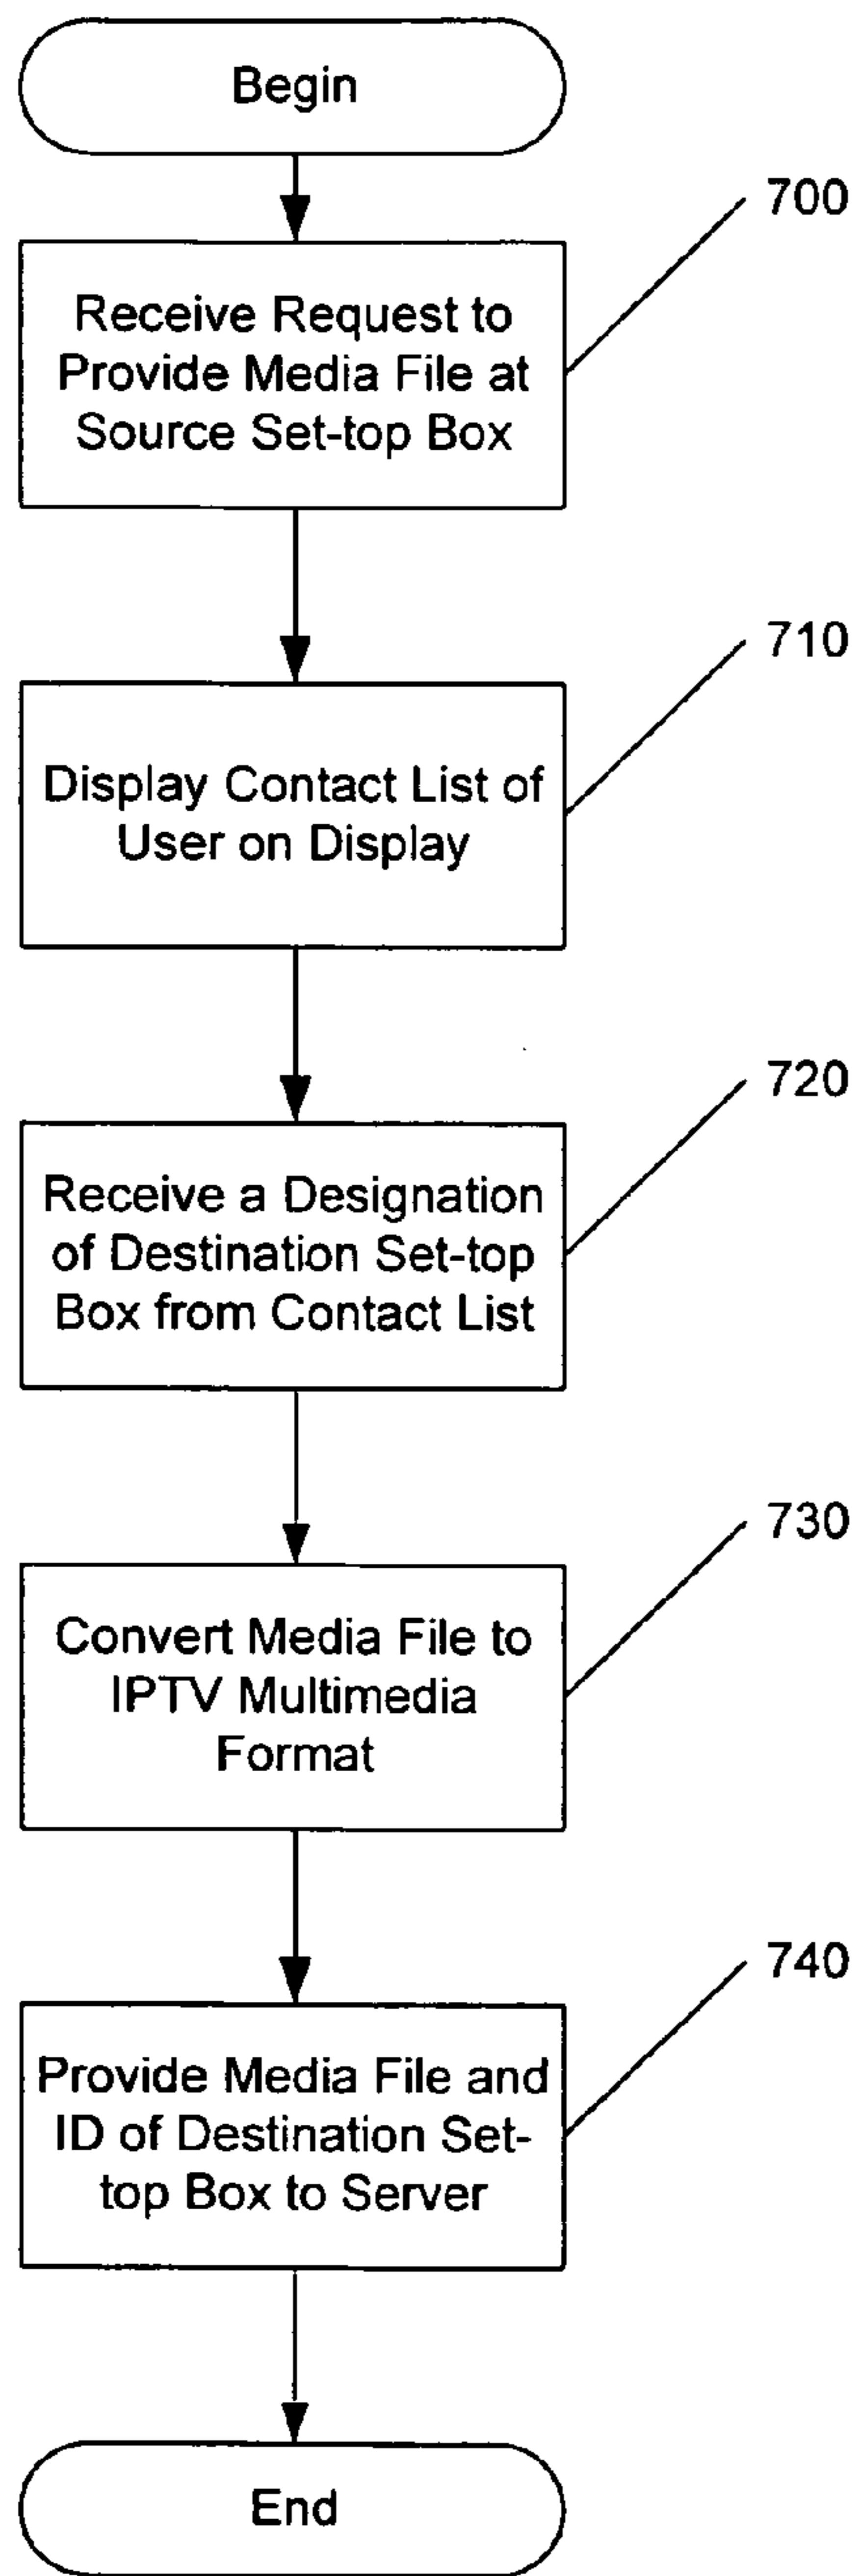 Begin
700
Receive Request to
Provide Media File at
Source Set-top Box
710
Display Contact List of
User on Display
720
Receive a Designation
of Destination Set-top
Box from Contact List
730
Convert Media File to
IPTV Multimedia
Format
740
Provide Media File and
ID of Destination Set-
top Box to Server
End